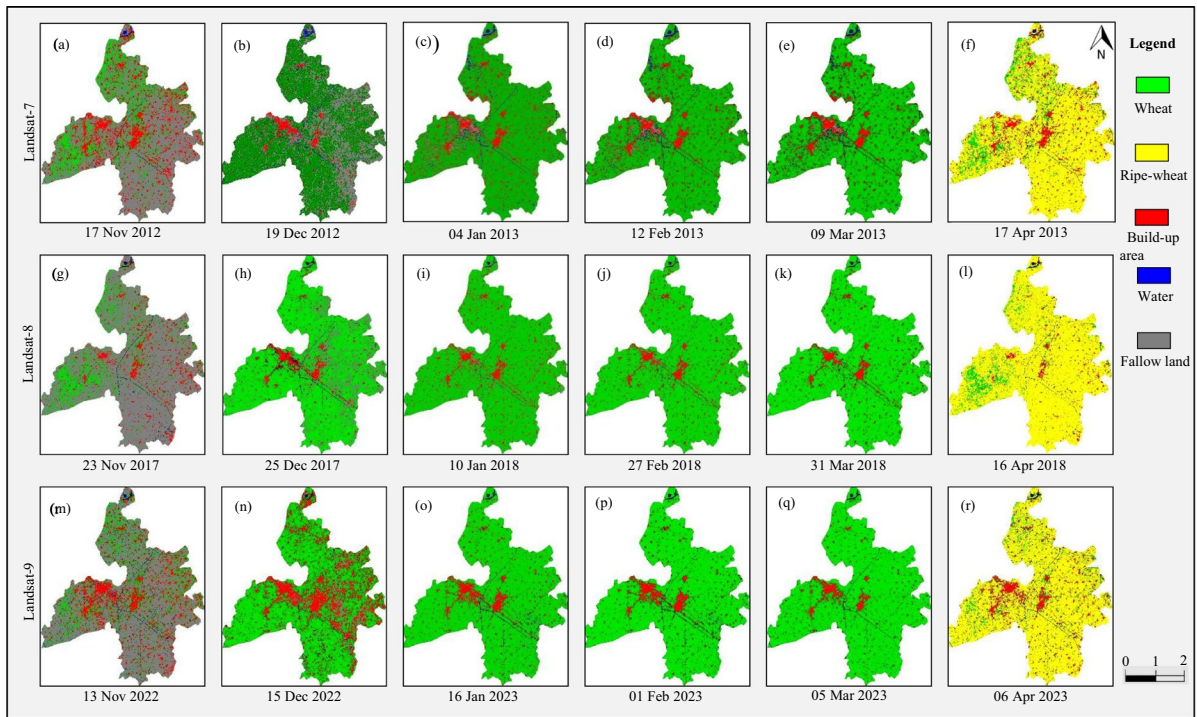 Landsat-7
(a)
(b)
(c) )
(d)
(e)
(f)
N
17 Nov 2012
19 Dec 2012
04 Jan 2013
12 Feb 2013
09 Mar 2013
17 Apr 2013
Landsat-8
(g)
(h)
(i)
(j)
(k)
(l)
23 Nov 2017
25 Dec 2017
10 Jan 2018
27 Feb 2018
31 Mar 2018
16 Apr 2018
Landsat-9
(m)
(n)
(o)
(p)
(q)
(r)
13 Nov 2022
15 Dec 2022
16 Jan 2023
01 Feb 2023
05 Mar 2023
06 Apr 2023
Legend
Wheat
Ripe-wheat
Build-up
area
Water
Fallow land
0 1 2